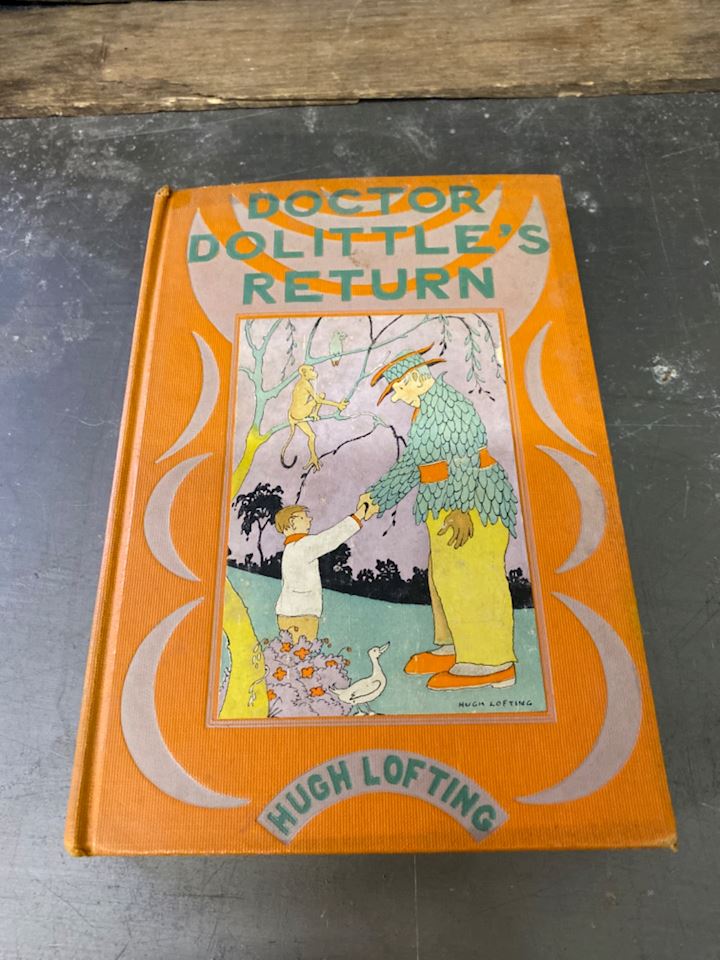 DOCTOR
DOLITTLE'S
RETURN
HUGH LOFTING
HUGH LOFTING